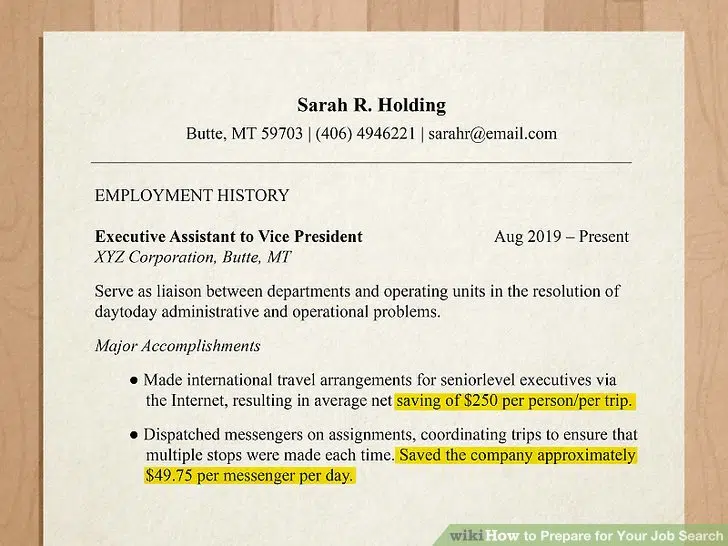 Sarah R. Holding
Butte, MT 59703 | (406) 4946221 | sarahr@email.com
EMPLOYMENT HISTORY
Executive Assistant to Vice President Aug 2019 – Present
XYZ Corporation, Butte, MT
Serve as liaison between departments and operating units in the resolution of
daytoday administrative and operational problems.
Major Accomplishments
● Made international travel arrangements for seniorlevel executives via
the Internet, resulting in average net saving of $250 per person/per trip.
● Dispatched messengers on assignments, coordinating trips to ensure that
multiple stops were made each time. Saved the company approximately
$49.75 per messenger per day.
wikiHow to Prepare for Your Job Search